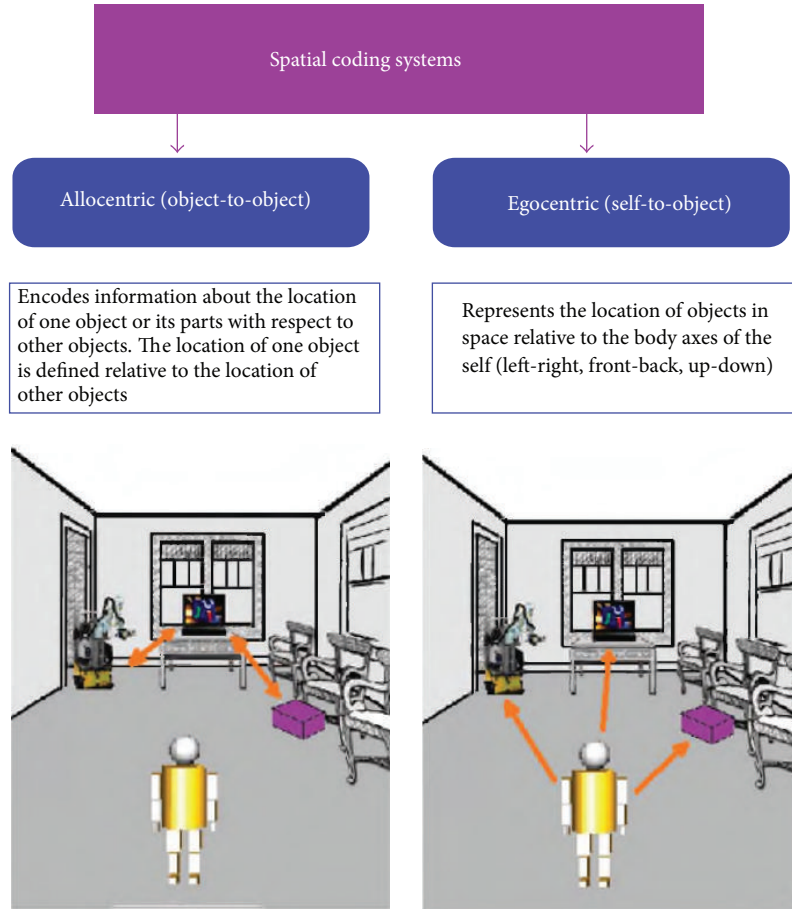 Spatial coding systems
Allocentric (object-to-object)
Egocentric (self-to-object)
Encodes information about the location
of one object or its parts with respect to
other objects. The location of one object
is defined relative to the location of
other objects
Represents the location of objects in
space relative to the body axes of the
self (left-right, front-back, up-down)